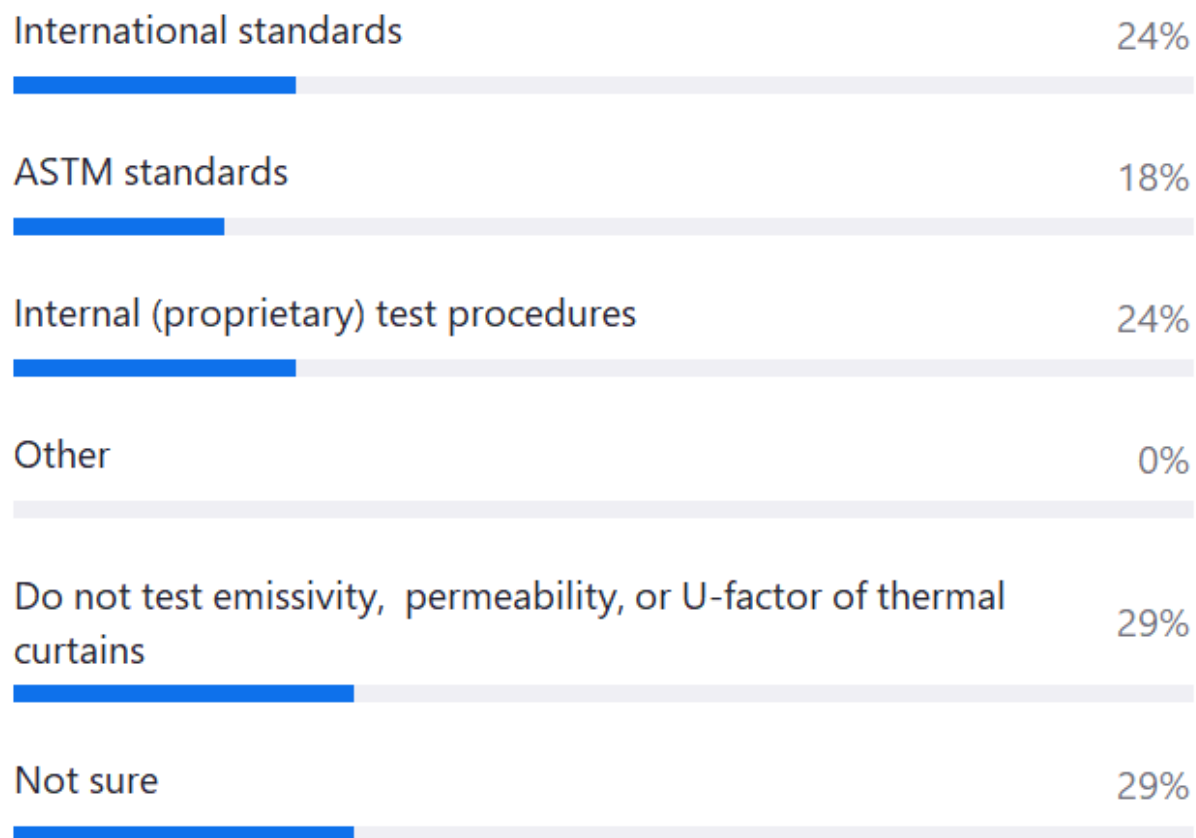 International standards 24%
ASTM standards 18%
Internal (proprietary) test procedures 24%
Other 0%
Do not test emissivity,  permeability, or U-factor of thermal
curtains 29%
Not sure 29%